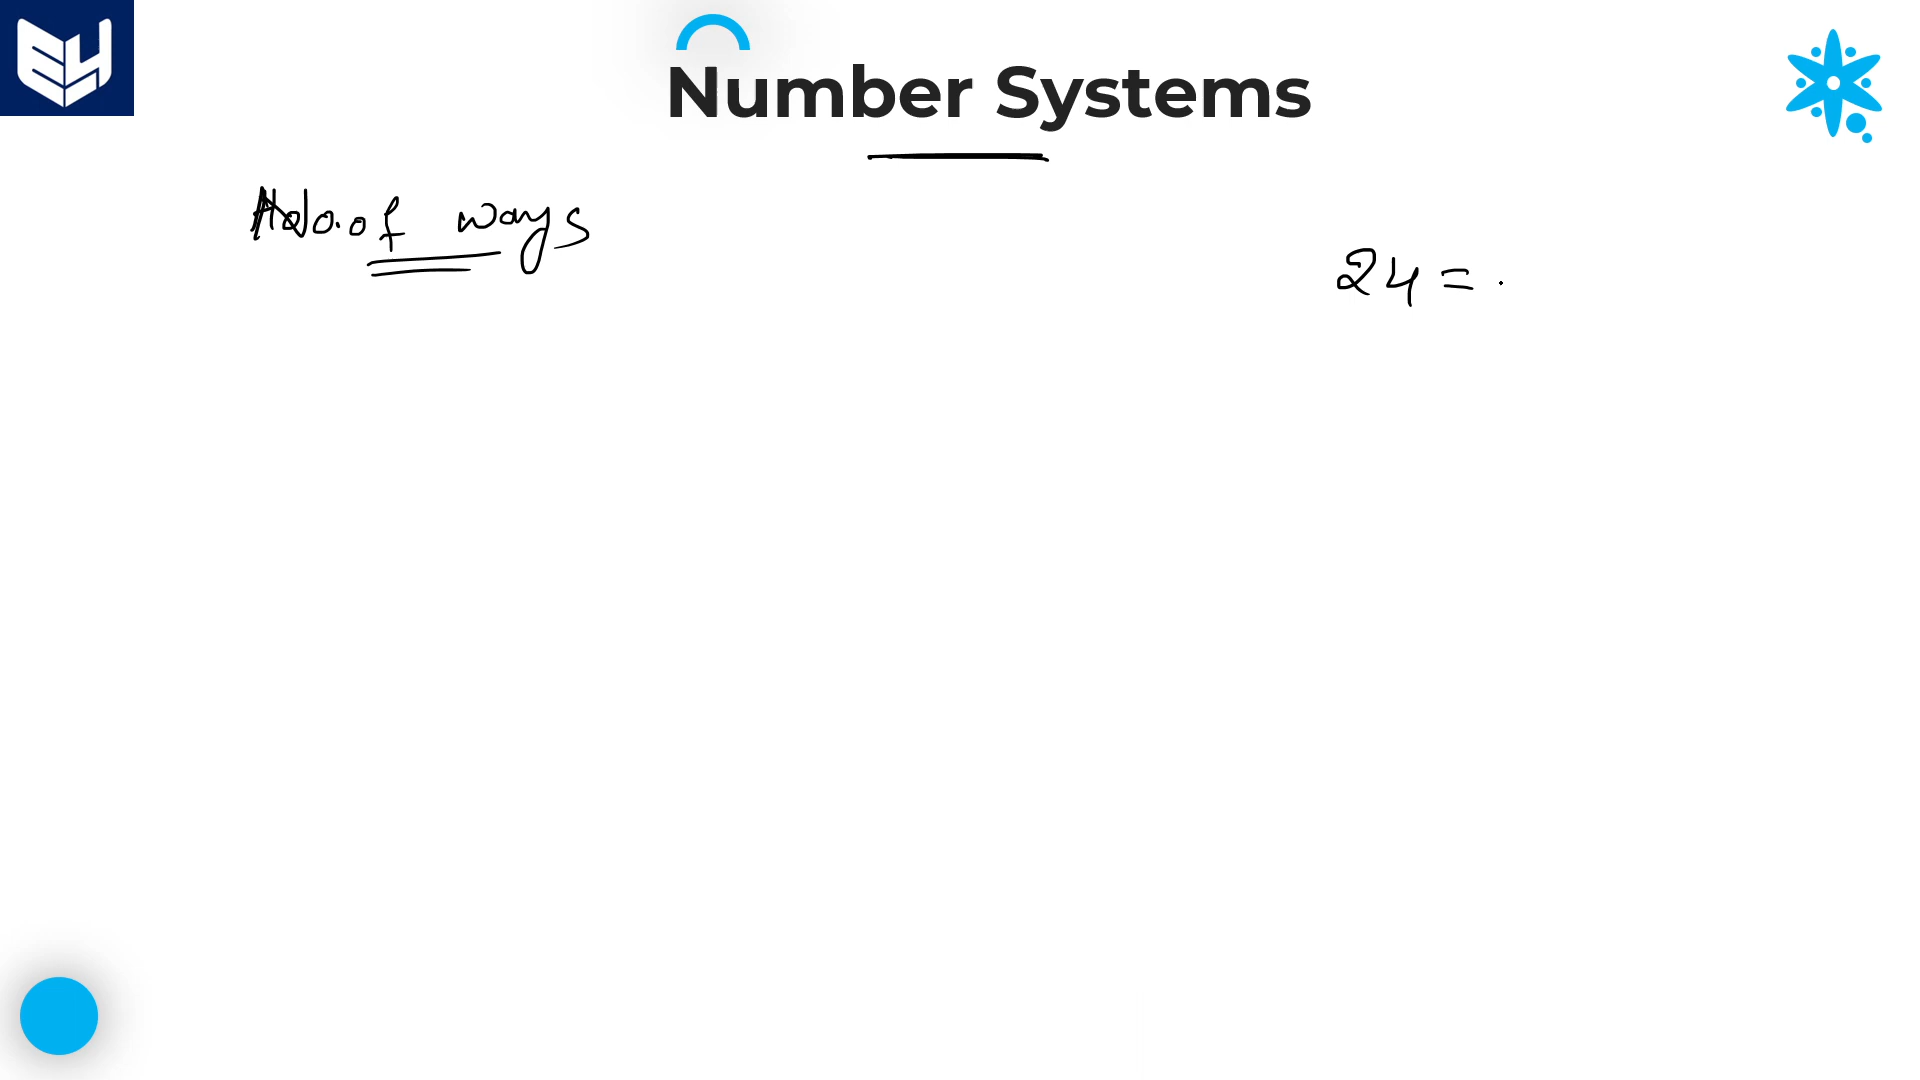 Number Systems
No. of ways
24 = .